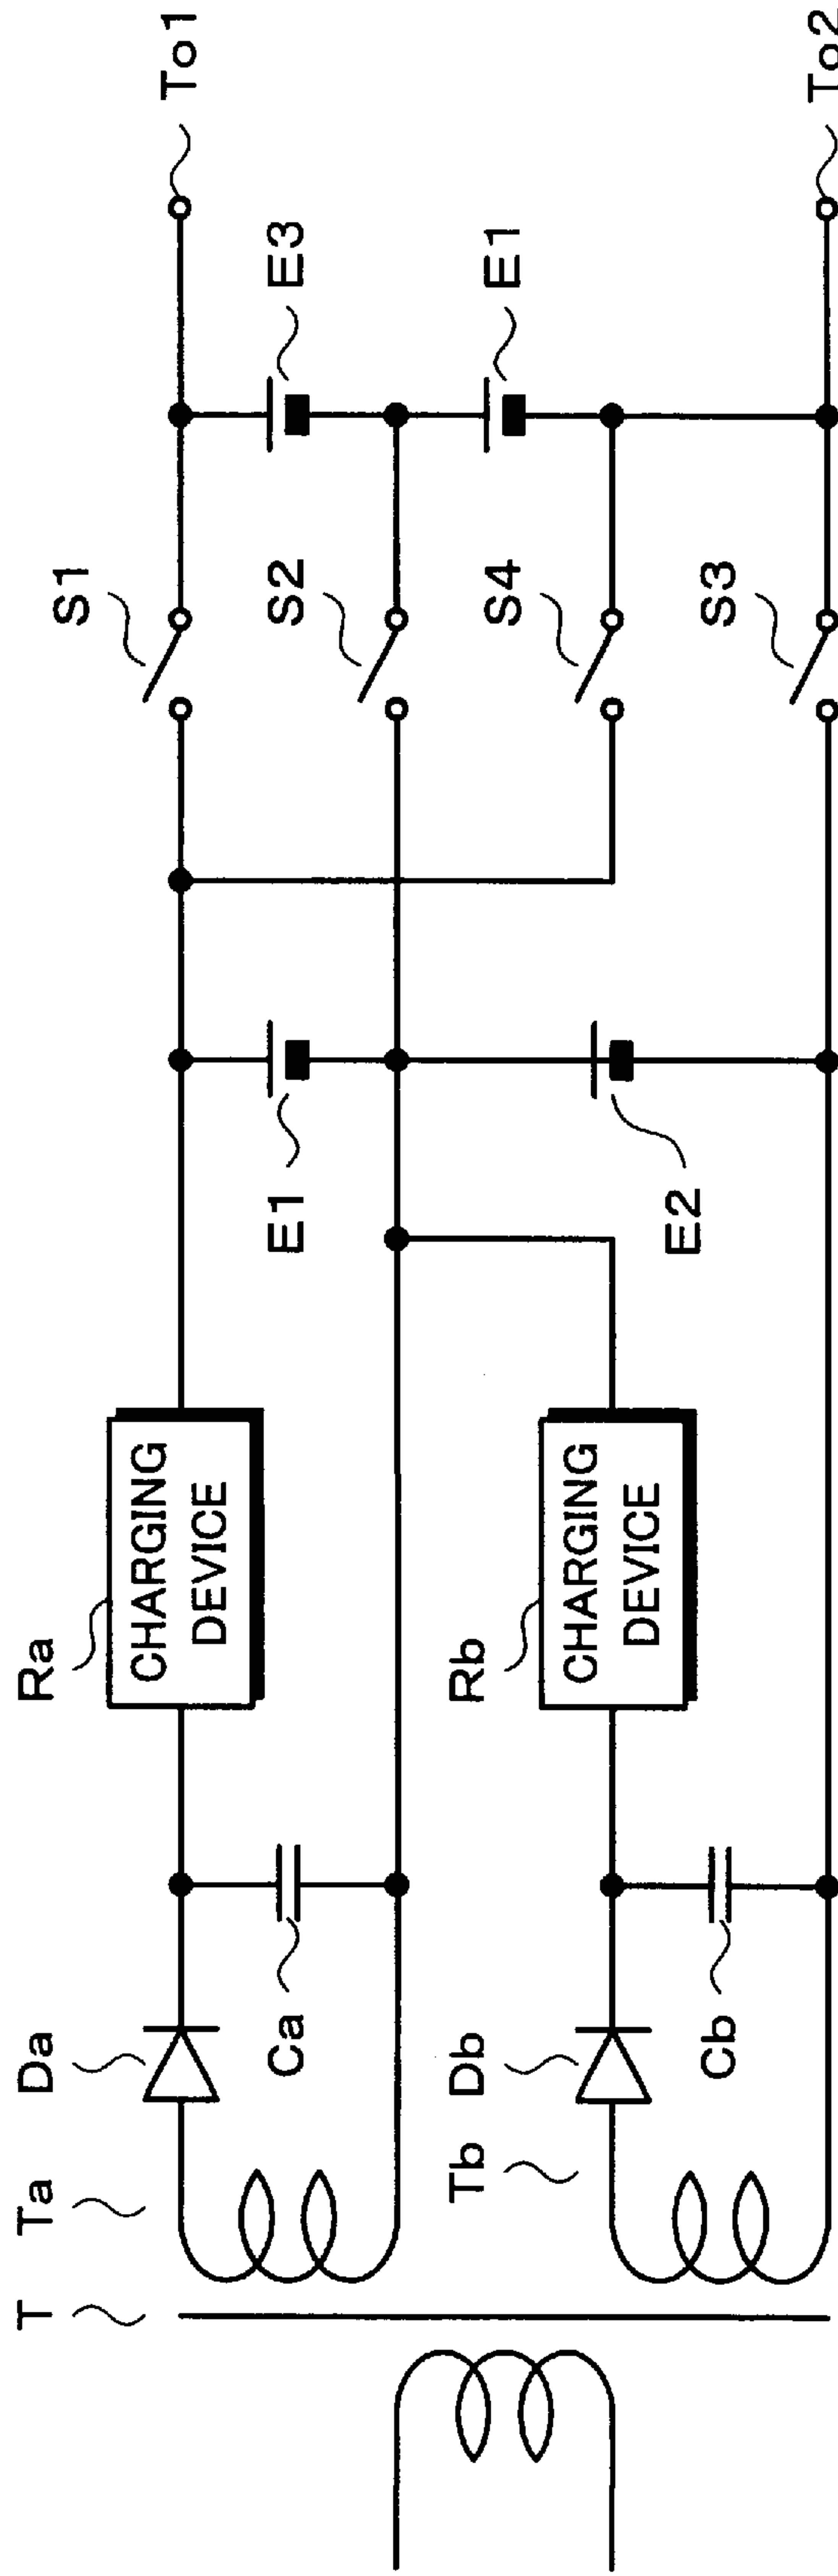 T
Ta
Da
Ca
Ra
CHARGING
DEVICE
E1
S1
S2
E3
To1
Tb
Db
Cb
Rb
CHARGING
DEVICE
E2
S4
S3
E1
To2